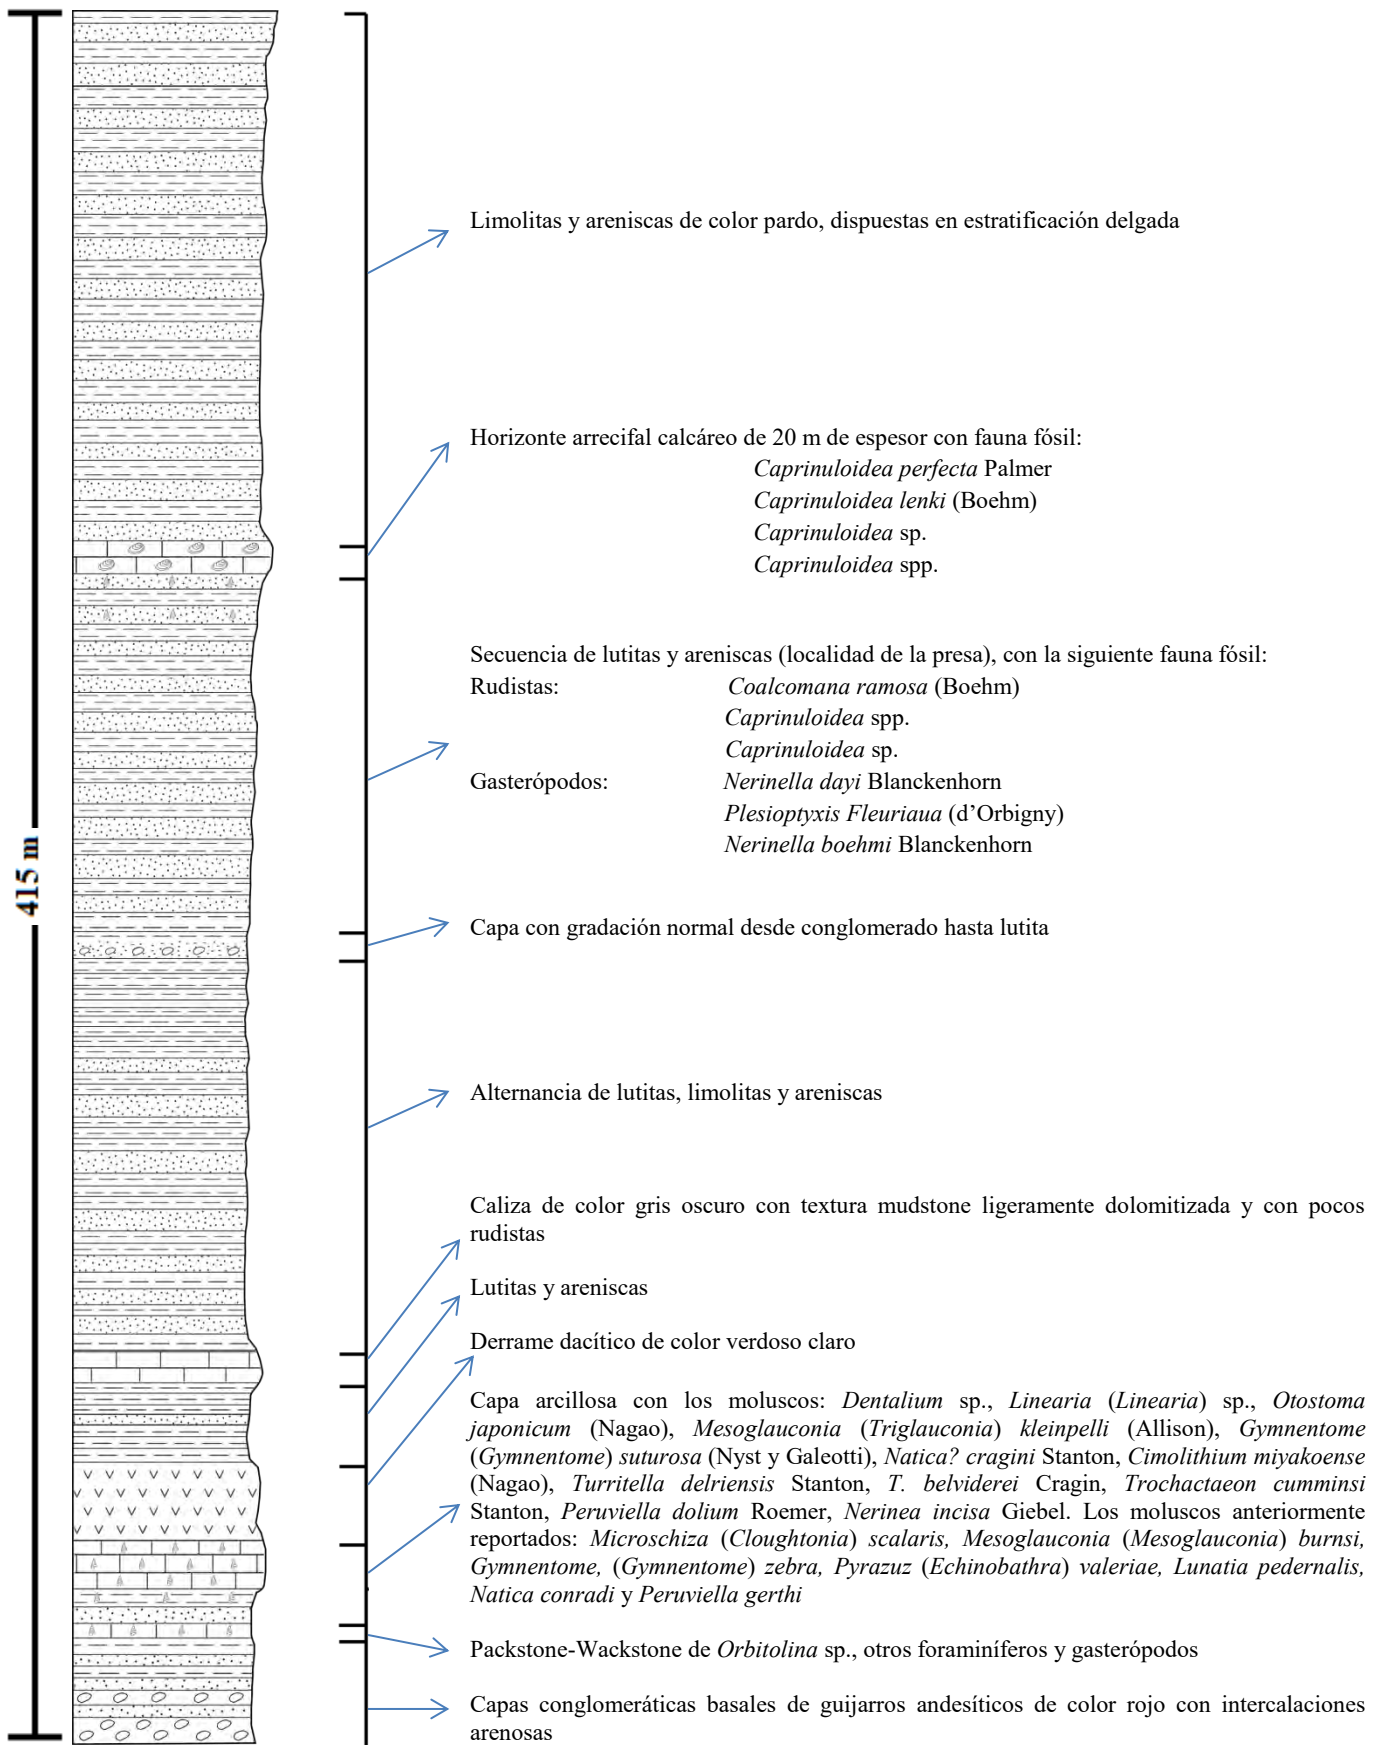 Limolitas y areniscas de color pardo, dispuestas en estratificación delgada
Horizonte arrecifal calcáreo de 20 m de espesor con fauna fósil:
Caprinuloidea perfecta Palmer
Caprinuloidea lenki (Boehm)
Caprinuloidea sp.
Caprinuloidea spp.
Secuencia de lutitas y areniscas (localidad de la presa), con la siguiente fauna fósil:
Rudistas: Coalcomana ramosa (Boehm)
Caprinuloidea spp.
Caprinuloidea sp.
Gasterópodos: Nerinella dayi Blanckenhorn
Plesioptyxis Fleuriaua (d’Orbigny)
Nerinella boehmi Blanckenhorn
415 m
Capa con gradación normal desde conglomerado hasta lutita
Alternancia de lutitas, limolitas y areniscas
Caliza de color gris oscuro con textura mudstone ligeramente dolomitizada y con pocos
rudistas
Lutitas y areniscas
Derrame dacítico de color verdoso claro
Capa arcillosa con los moluscos: Dentalium sp., Linearia (Linearia) sp., Otostoma
japonicum (Nagao), Mesoglauconia (Triglauconia) kleinpelli (Allison), Gymnentome
(Gymnentome) suturosa (Nyst y Galeotti), Natica? cragini Stanton, Cimolithium miyakoense
(Nagao), Turritella delriensis Stanton, T. belviderei Cragin, Trochactaeon cumminsi
Stanton, Peruviella dolium Roemer, Nerinea incisa Giebel. Los moluscos anteriormente
reportados: Microschiza (Cloughtonia) scalaris, Mesoglauconia (Mesoglauconia) burnsi,
Gymnentome, (Gymnentome) zebra, Pyrazuz (Echinobathra) valeriae, Lunatia pedernalis,
Natica conradi y Peruviella gerthi
Packstone-Wackstone de Orbitolina sp., otros foraminíferos y gasterópodos
Capas conglomeráticas basales de guijarros andesíticos de color rojo con intercalaciones
arenosas